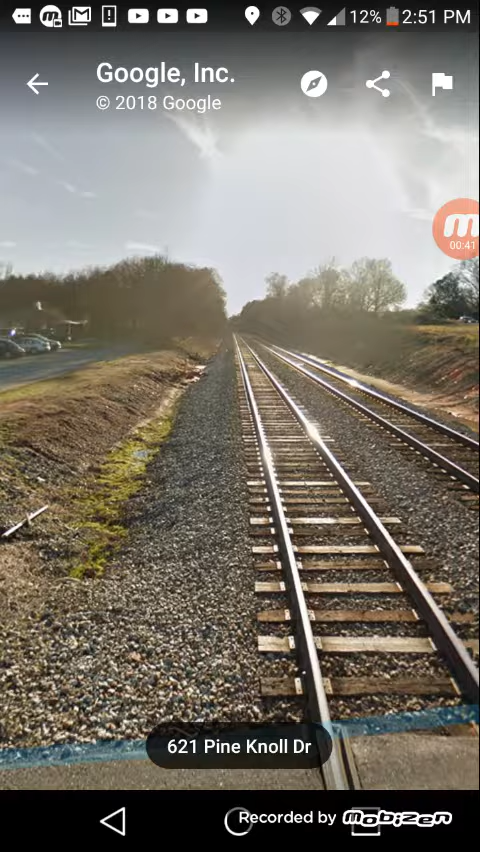 12% 2:51 PM
Google, Inc.
© 2018 Google
00:41
621 Pine Knoll Dr
Recorded by Mobizen